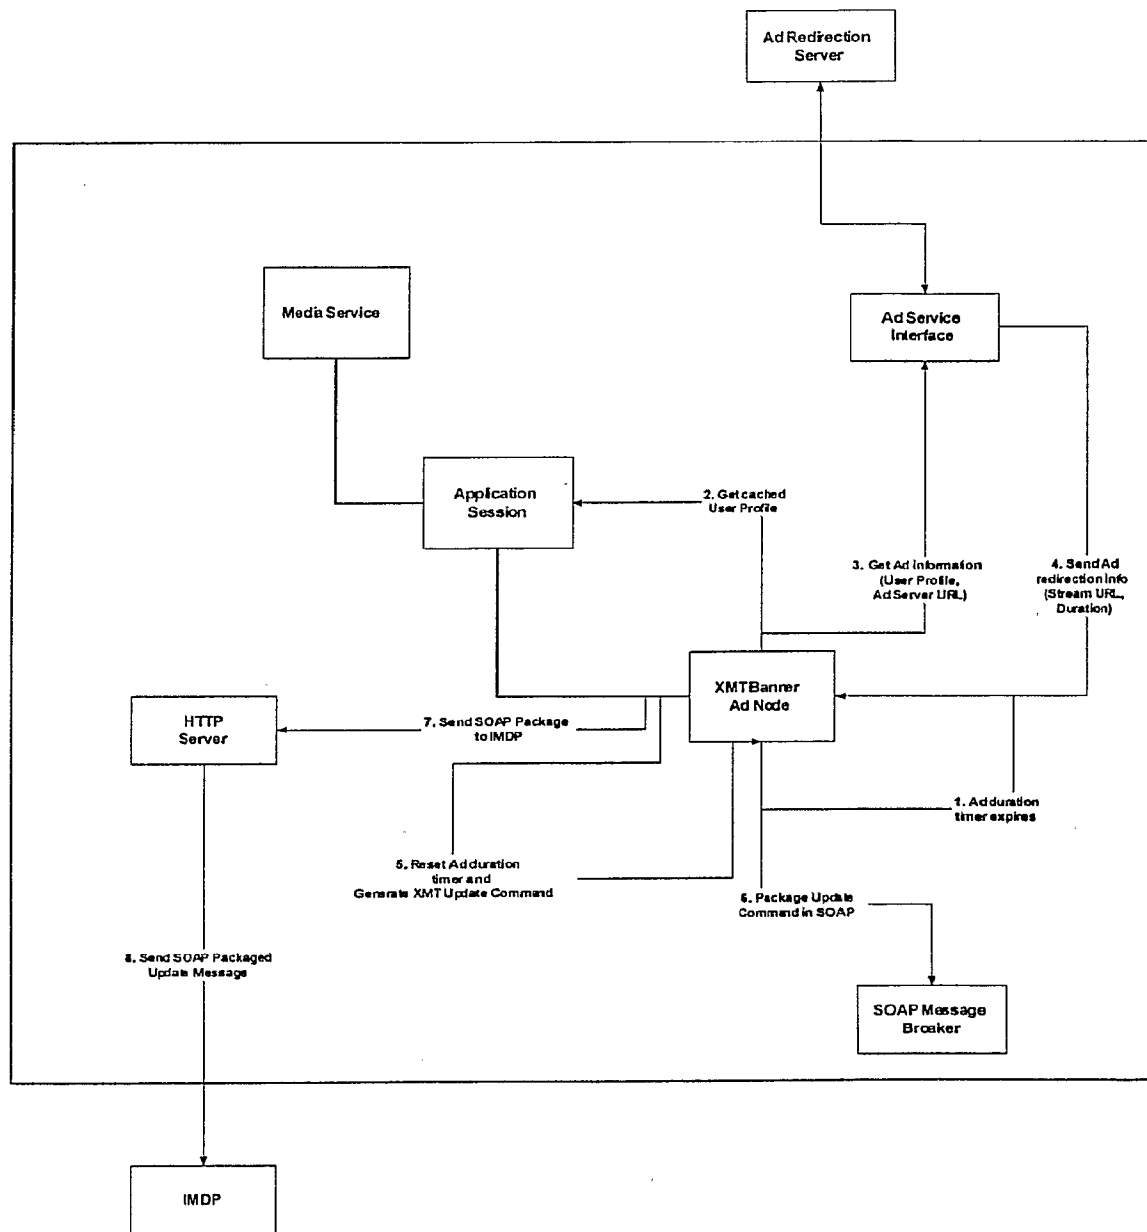 Ad Redirection
Server
Media Service
Ad Service
Interface
Application
Session
2. Get cached
User Profile
3. Get Ad Information
(User Profile,
Ad Server URL)
4. Send Ad
redirection Info
(Stream URL,
Duration)
XMT Banner
Ad Node
HTTP
Server
7. Send SOAP Package
to IMDP
1. Ad duration
timer expires
5. Reset Ad duration
timer and
Generate XMT Update Command
6. Package Update
Command in SOAP
8. Send SOAP Packaged
Update Message
SOAP Message
Broaker
IMDP